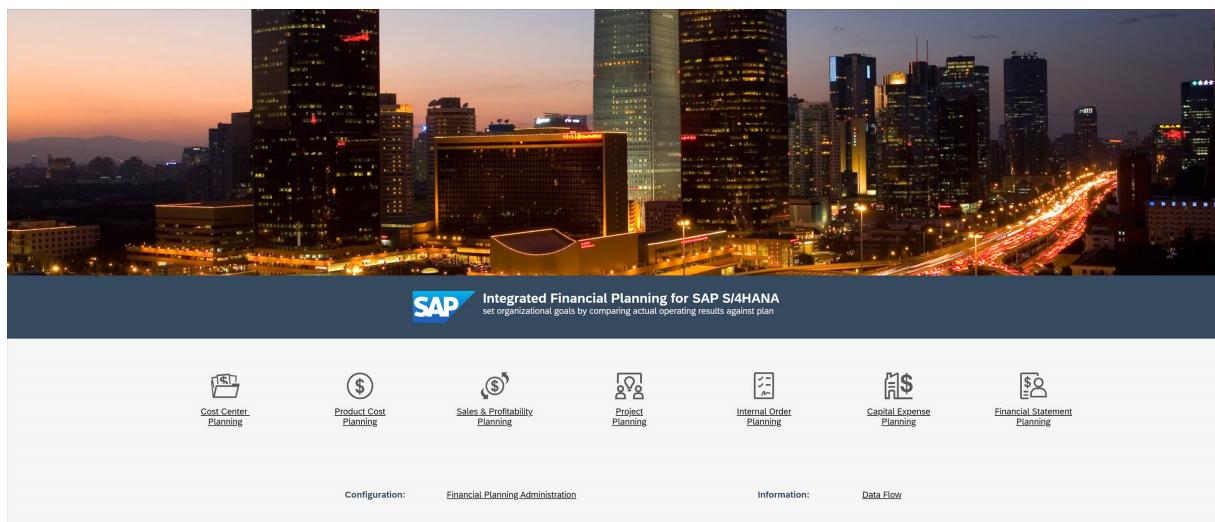 SAP
Integrated Financial Planning for SAP S/4HANA
set organizational goals by comparing actual operating results against plan
Cost Center
Planning
Product Cost
Planning
Sales & Profitability
Planning
Project
Planning
Internal Order
Planning
Capital Expense
Planning
Financial Statement
Planning
Configuration:
Financial Planning Administration
Information:
Data Flow